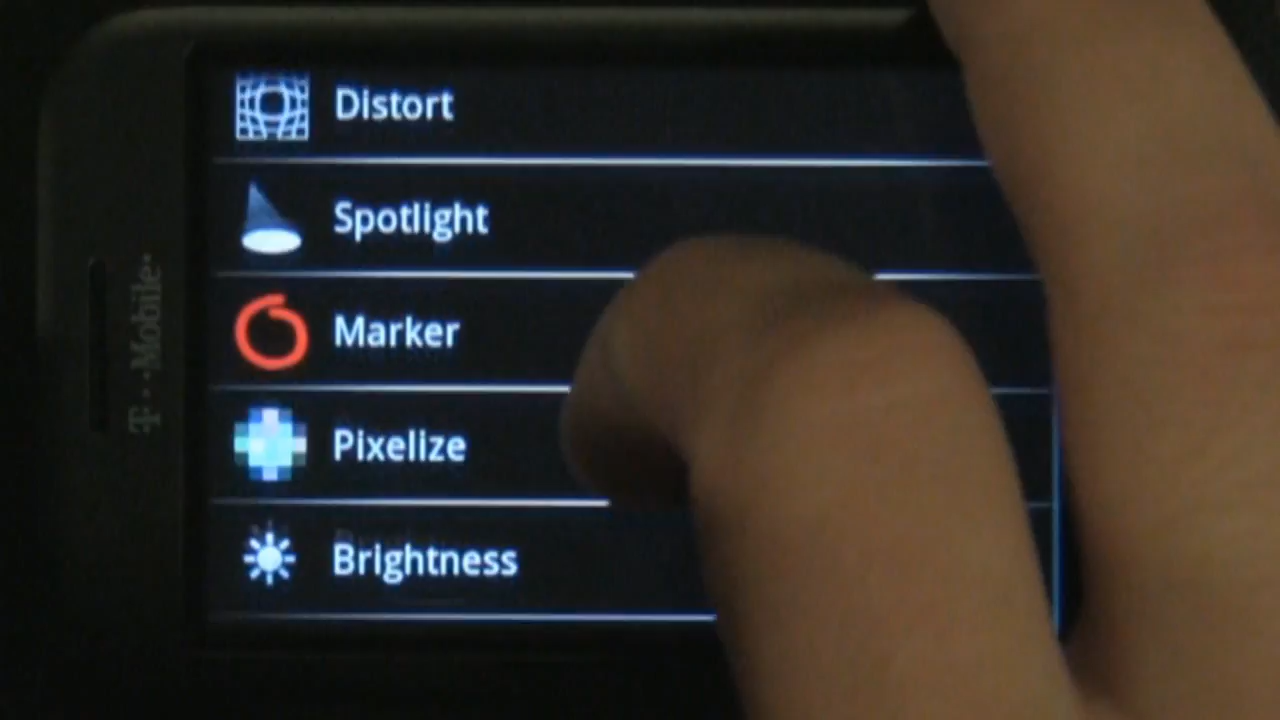 Distort
Spotlight
Marker
Pixelize
Brightness
T··Mobile·